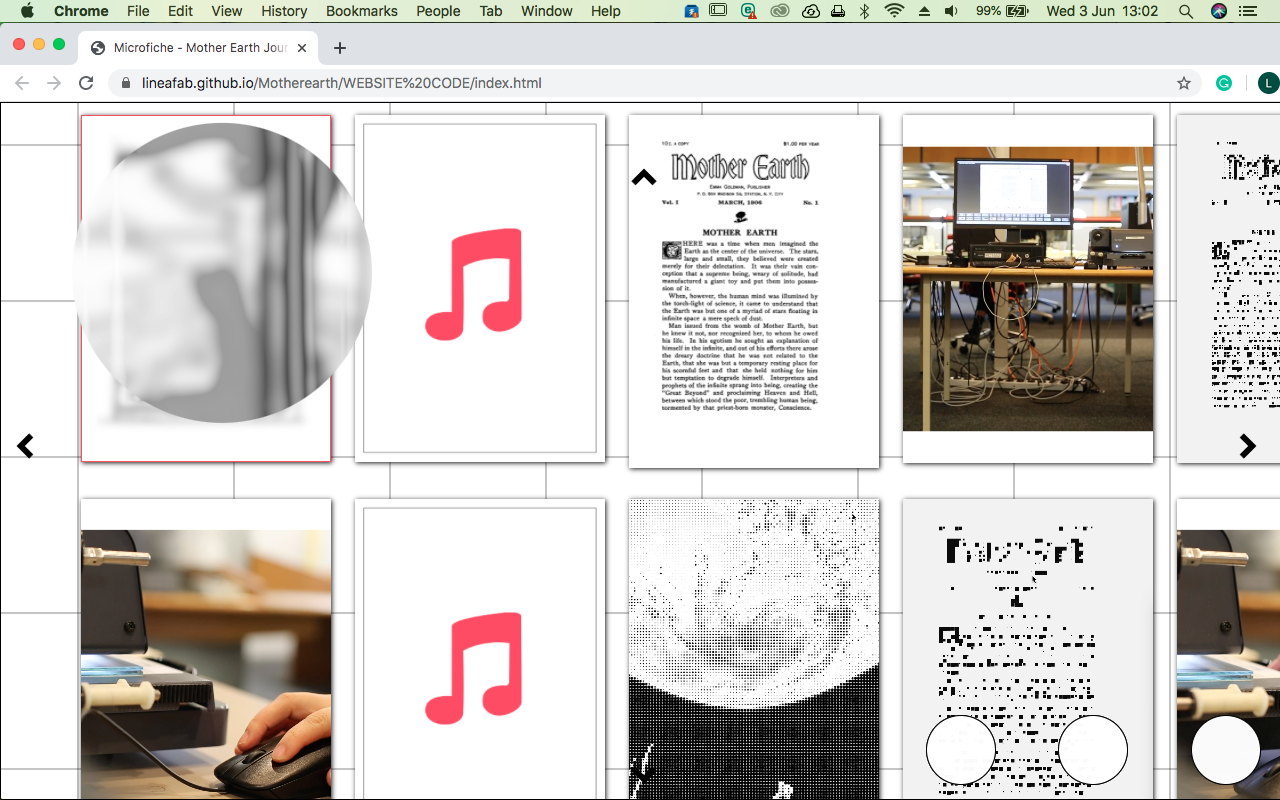 Chrome File Edit View History Bookmarks People Tab Window Help 99% Wed 3 Jun 13:02
Microfiche - Mother Earth Jour
lineafab.github.io/Motherearth/WEBSITE%20CODE/index.html
L
10c. A COPY $1.00 PER YEAR
Mother Earth
EMMA GOLDMAN, PUBLISHER
P. O. BOX MADISON SQ. STATION, N. Y. CITY
Vol. I MARCH, 1906 No. 1
MOTHER EARTH
THERE was a time when men imagined the
Earth as the center of the universe. The stars,
large and small, they believed were created
merely for their delectation. It was their vain con-
ception that a supreme being, weary of solitude, had
manufactured a giant toy and put them into posses-
sion of it.
When, however, the human mind was illumined by
the torch-light of science, it came to understand that
the Earth was but one of a myriad of stars floating in
infinite space a mere speck of dust.
Man issued from the womb of Mother Earth, but
he knew it not, nor recognized her, to whom he owed
his life. In his egotism he sought an explanation of
himself in the infinite, and out of his efforts there arose
the dreary doctrine that he was not related to the
Earth, that she was but a temporary resting place for
his scornful feet and that she held nothing for him
but temptation to degrade himself. Interpreters and
prophets of the infinite sprang into being, creating the
"Great Beyond" and proclaiming Heaven and Hell,
between which stood the poor, trembling human being,
tormented by that priest-born monster, Conscience.